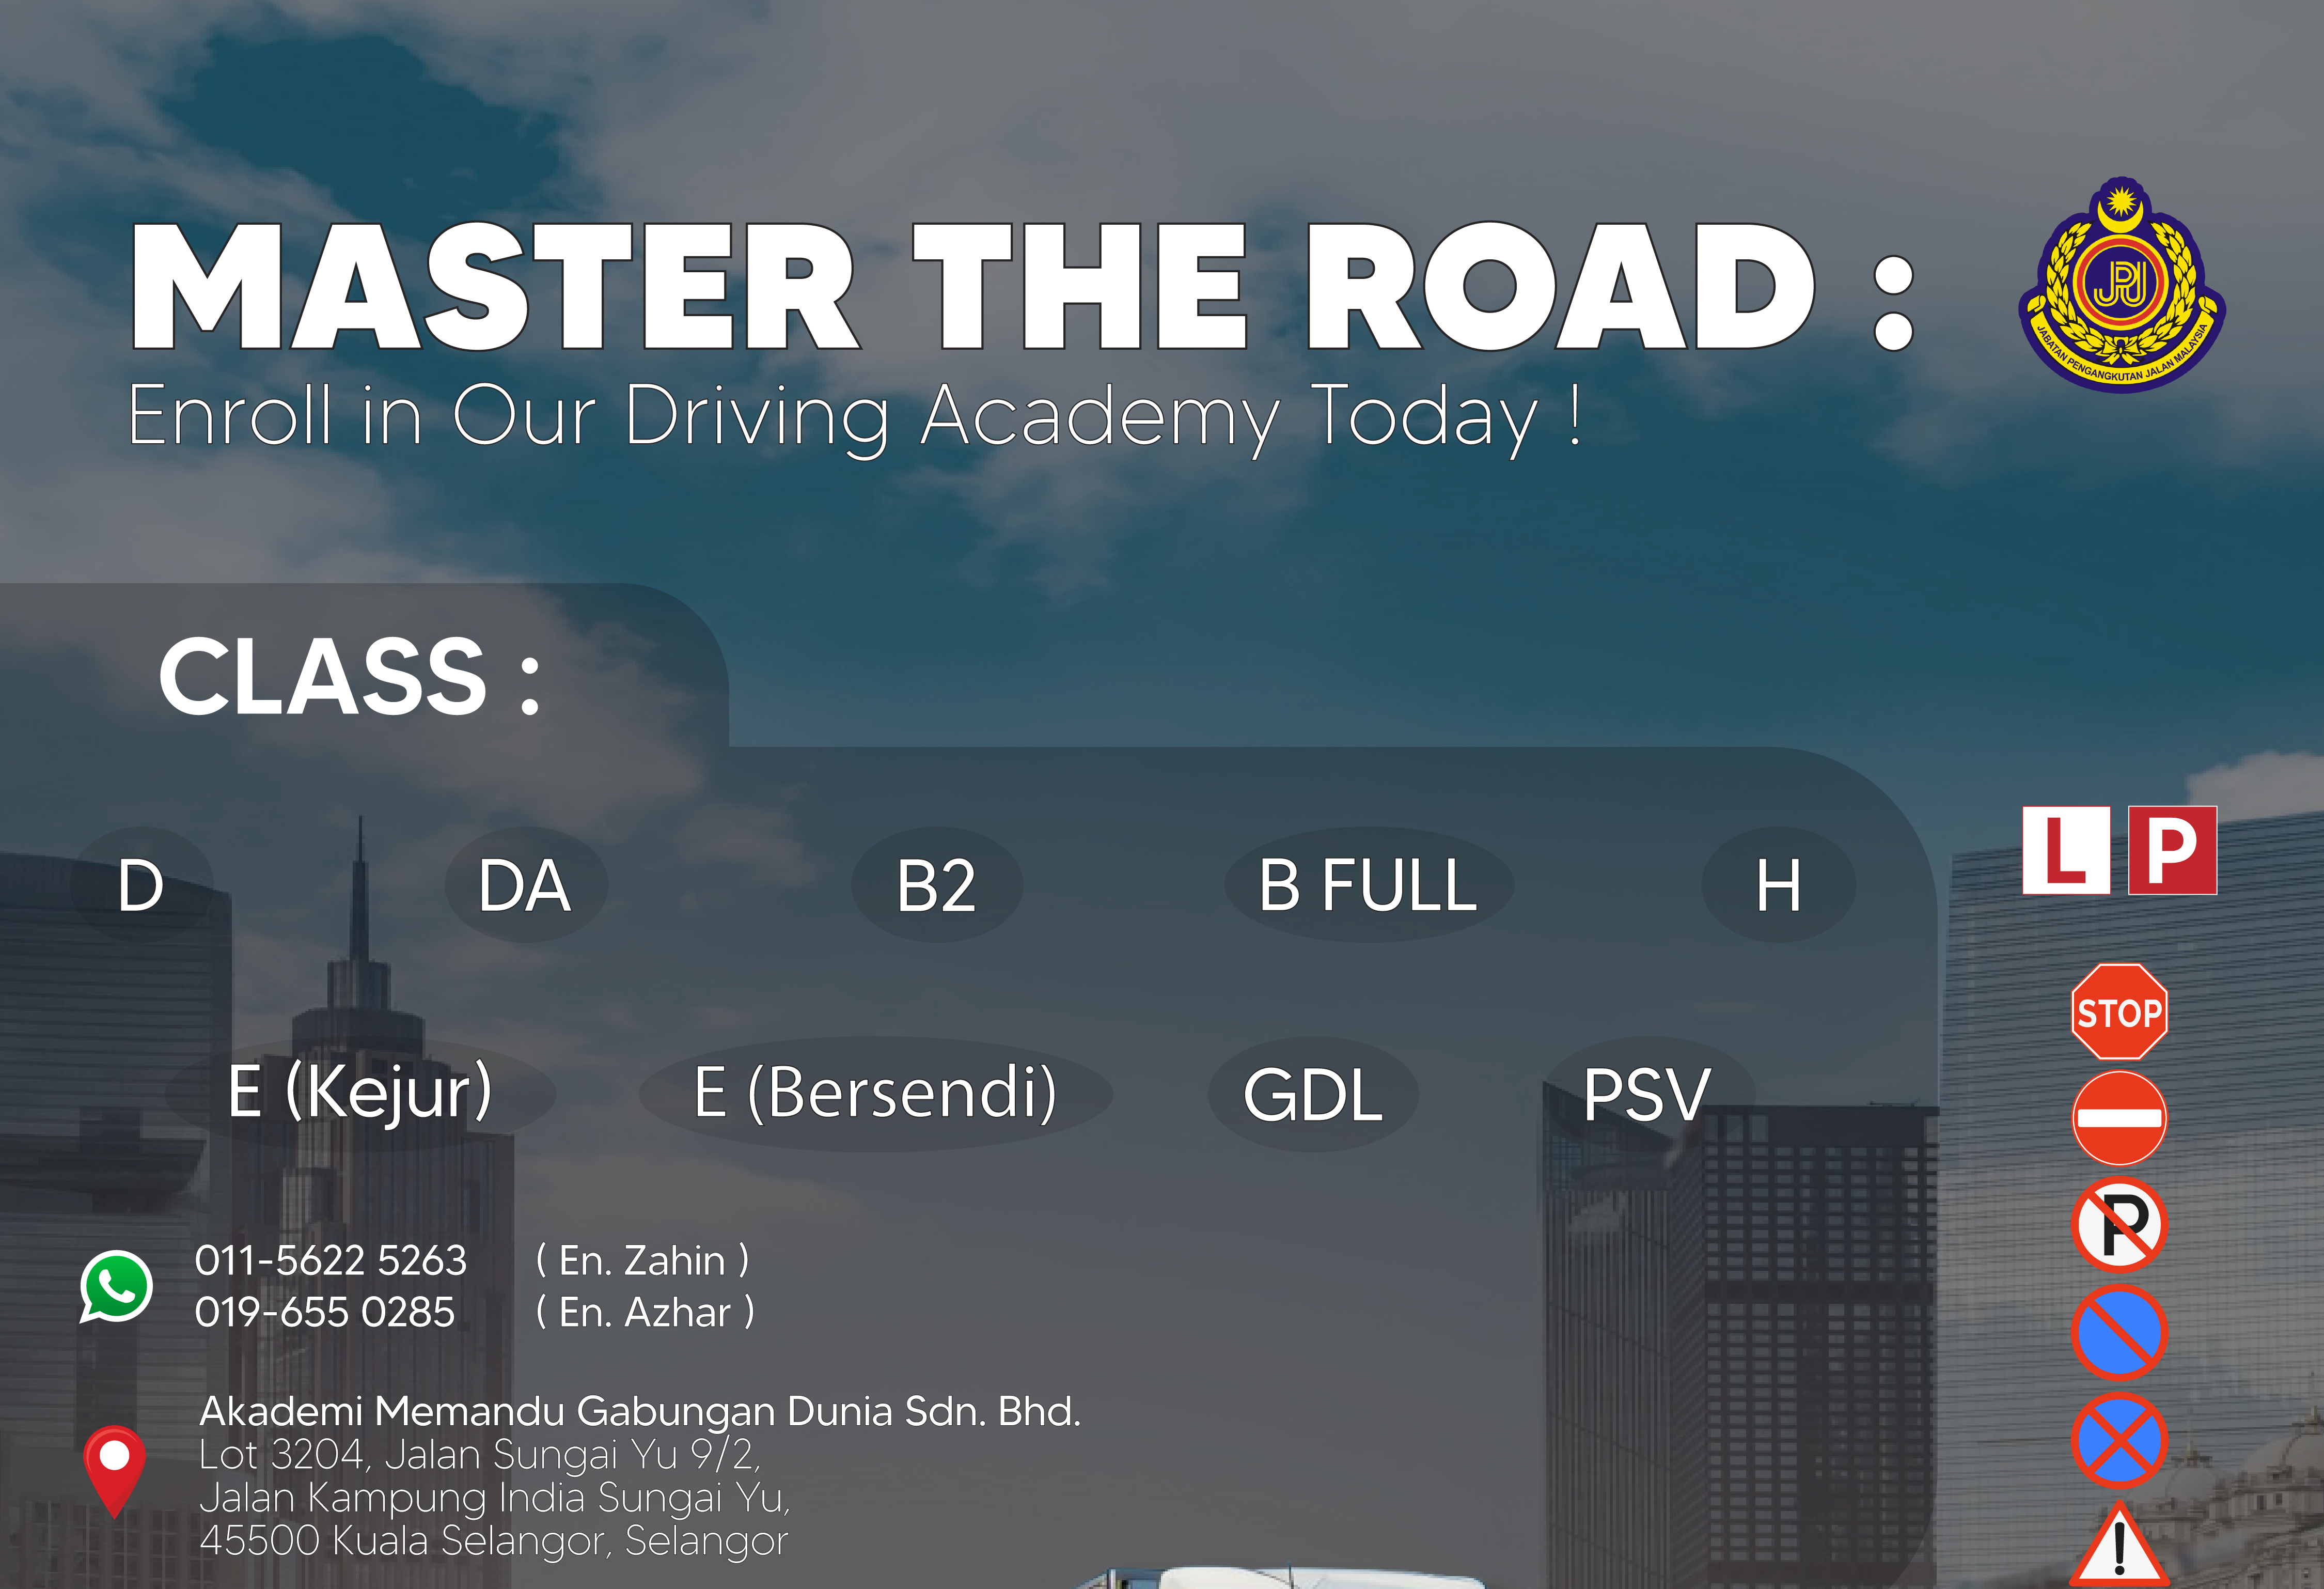 MASTER THE ROAD :
Enroll in Our Driving Academy Today !
JPJ
JABATAN PENGANGKUTAN JALAN MALAYSIA
CLASS :
D DA B2 B FULL H
L P
E (Kejur) E (Bersendi) GDL PSV
STOP
P
011-5622 5263 ( En. Zahin )
019-655 0285 ( En. Azhar )
Akademi Memandu Gabungan Dunia Sdn. Bhd.
Lot 3204, Jalan Sungai Yu 9/2,
Jalan Kampung India Sungai Yu,
45500 Kuala Selangor, Selangor
!